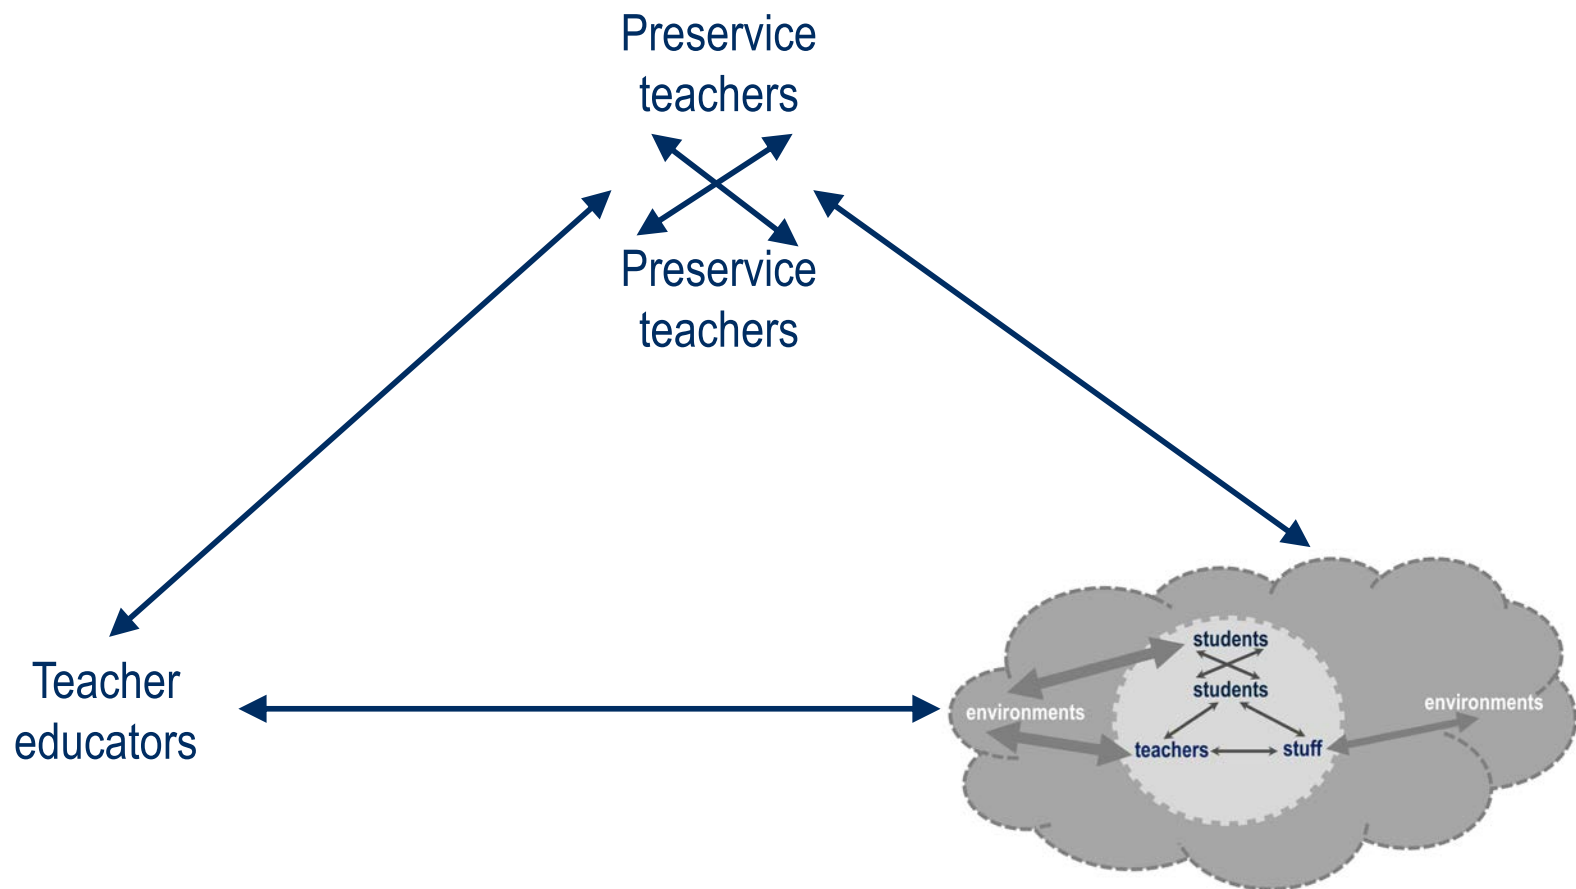 Preservice
teachers
Preservice
teachers
Teacher
educators
students
students
environments
environments
teachers
stuff